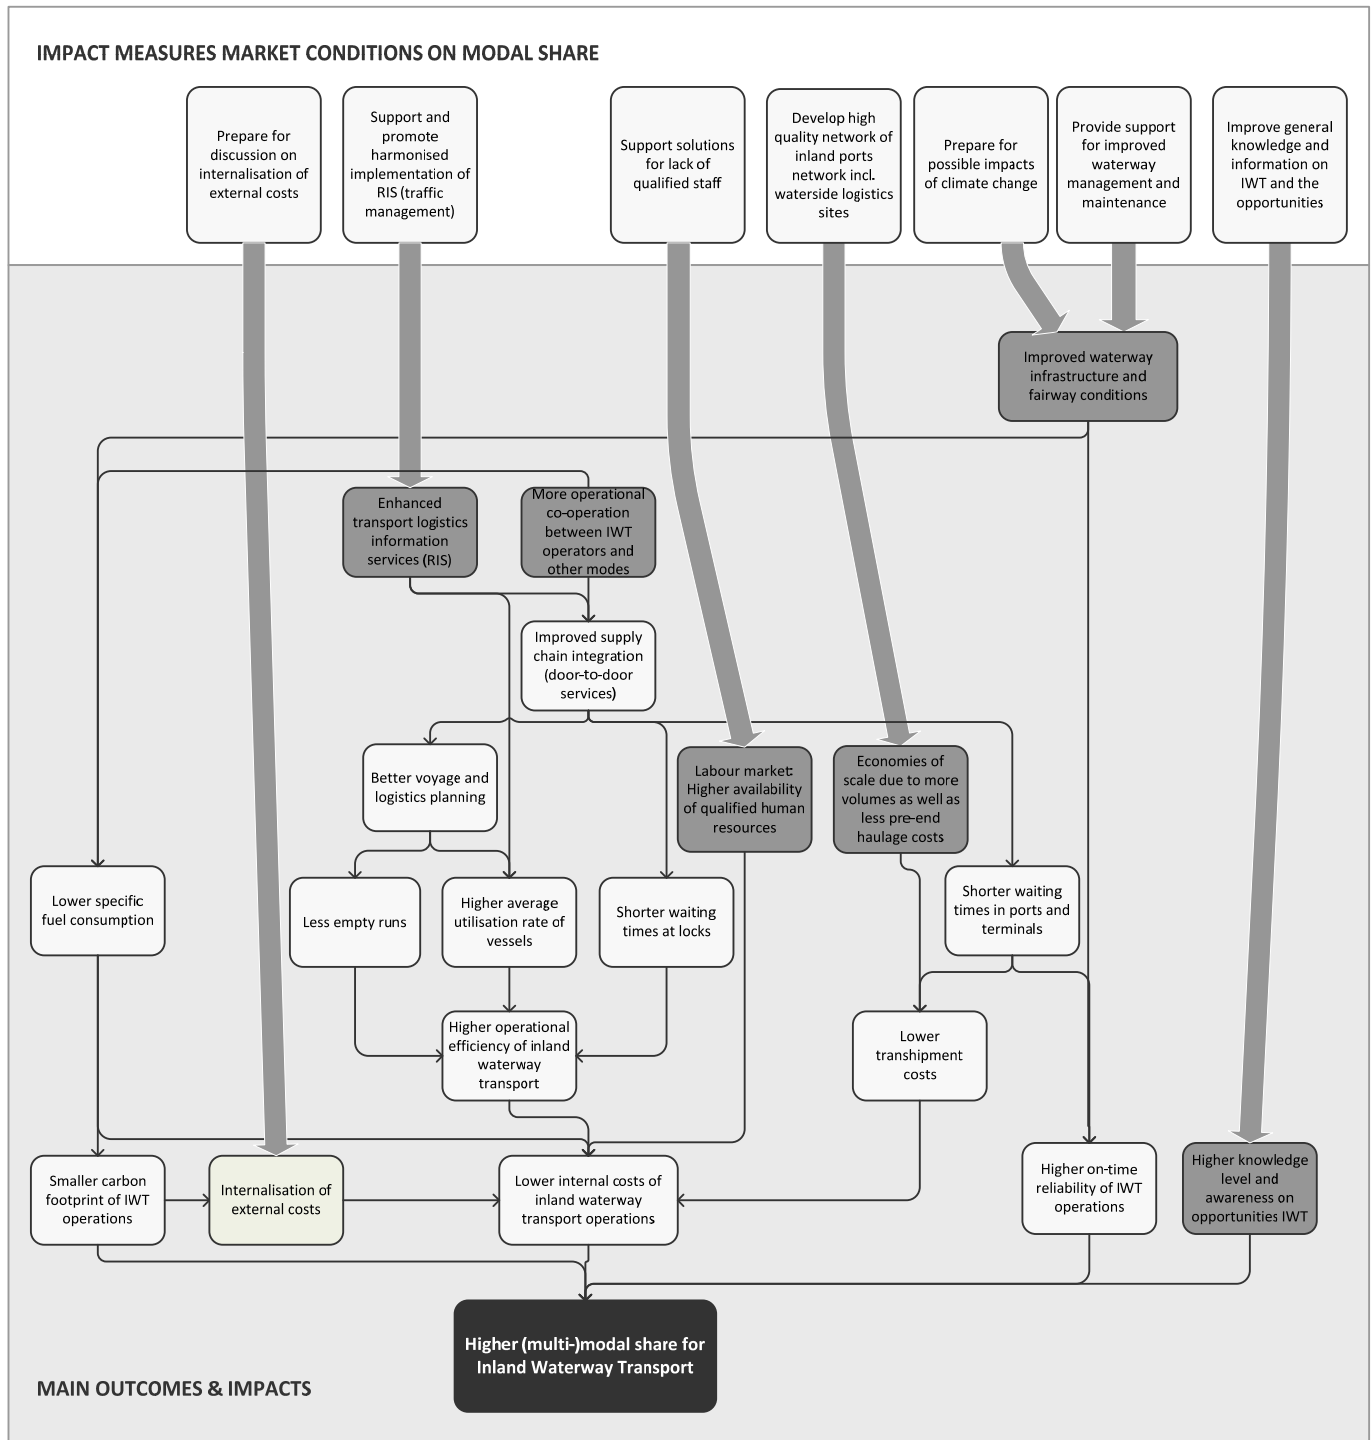 IMPACT MEASURES MARKET CONDITIONS ON MODAL SHARE
Prepare for
discussion on
internalisation of
external costs
Support and
promote
harmonised
implementation of
RIS (traffic
management)
Support solutions
for lack of
qualified staff
Develop high
quality network of
inland ports
network incl.
waterside logistics
sites
Prepare for
possible impacts
of climate change
Provide support
for improved
waterway
management and
maintenance
Improve general
knowledge and
information on
IWT and the
opportunities
Improved waterway
infrastructure and
fairway conditions
Enhanced
transport logistics
information
services (RIS)
More operational
co-operation
between IWT
operators and
other modes
Improved supply
chain integration
(door-to-door
services)
Better voyage and
logistics planning
Labour market:
Higher availability
of qualified human
resources
Economies of
scale due to more
volumes as well as
less pre-end
haulage costs
Lower specific
fuel consumption
Less empty runs
Higher average
utilisation rate of
vessels
Shorter waiting
times at locks
Shorter waiting
times in ports and
terminals
Higher operational
efficiency of inland
waterway
transport
Lower
transhipment
costs
Smaller carbon
footprint of IWT
operations
Internalisation of
external costs
Lower internal costs of
inland waterway
transport operations
Higher on-time
reliability of IWT
operations
Higher knowledge
level and
awareness on
opportunities IWT
Higher (multi-)modal share for
Inland Waterway Transport
MAIN OUTCOMES & IMPACTS